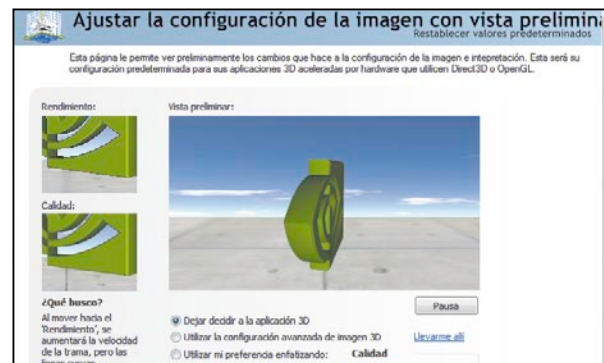 Ajustar la configuración de la imagen con vista prelimin
Restablecer valores predeterminados
Esta página le permite ver preliminarmente los cambios que hace a la configuración de la imagen e intepretación. Esta será su
configuración predeterminada para sus aplicaciones 3D aceleradas por hardware que utilicen Direct3D o OpenGL.
Rendimiento:
Vista preliminar:
Calidad:
¿Qué busco?
Al mover hacia el
'Rendimiento', se
aumentará la velocidad
de la trama, pero las
Pausa
Dejar decidir a la aplicación 3D
Utilizar la configuración avanzada de imagen 3D
Llevarme allí
Utilizar mi preferencia enfatizando:
Calidad